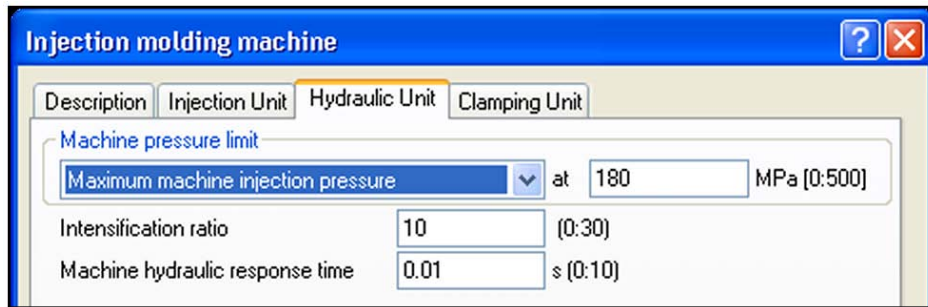 Injection molding machine
Description Injection Unit Hydraulic Unit Clamping Unit
Machine pressure limit
Maximum machine injection pressure at 180 MPa [0:500]
Intensification ratio 10 (0:30)
Machine hydraulic response time 0.01 s (0:10)